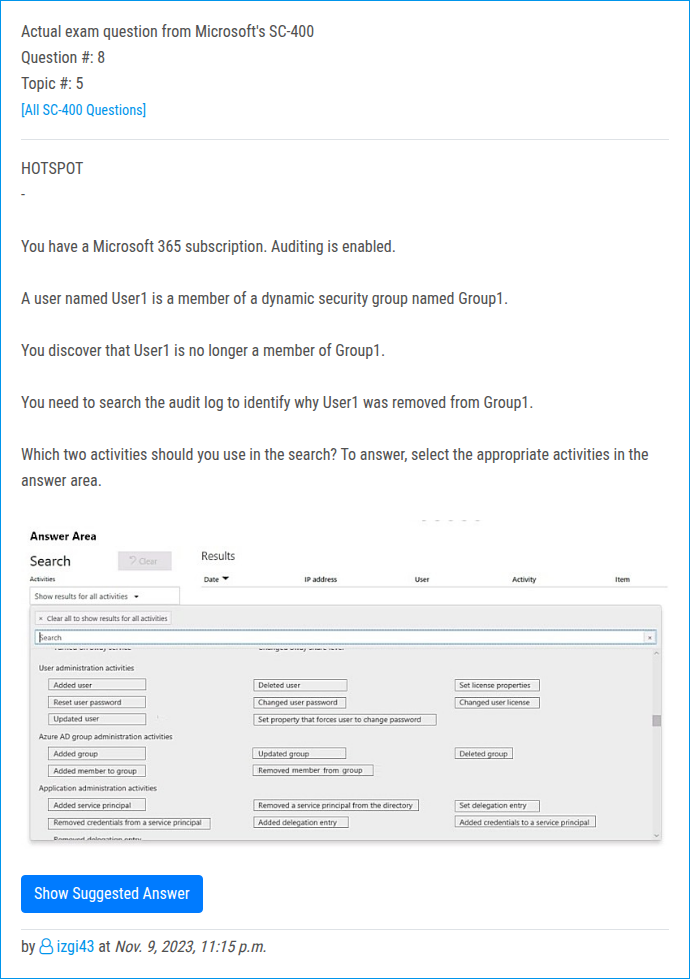 Actual exam question from Microsoft's SC-400
Question #: 8
Topic #: 5
[All SC-400 Questions]
HOTSPOT
-
You have a Microsoft 365 subscription. Auditing is enabled.
A user named User1 is a member of a dynamic security group named Group1.
You discover that User1 is no longer a member of Group1.
You need to search the audit log to identify why User1 was removed from Group1.
Which two activities should you use in the search? To answer, select the appropriate activities in the
answer area.
Answer Area
Search Clear Results
Activities Date IP address User Activity Item
Show results for all activities
× Clear all to show results for all activities
Search ×
User administration activities
Added user Deleted user Set license properties
Reset user password Changed user password Changed user license
Updated user Set property that forces user to change password
Azure AD group administration activities
Added group Updated group Deleted group
Added member to group Removed member from group
Application administration activities
Added service principal Removed a service principal from the directory Set delegation entry
Removed credentials from a service principal Added delegation entry Added credentials to a service principal
Removed delegation entry
Show Suggested Answer
by izgi43 at Nov. 9, 2023, 11:15 p.m.